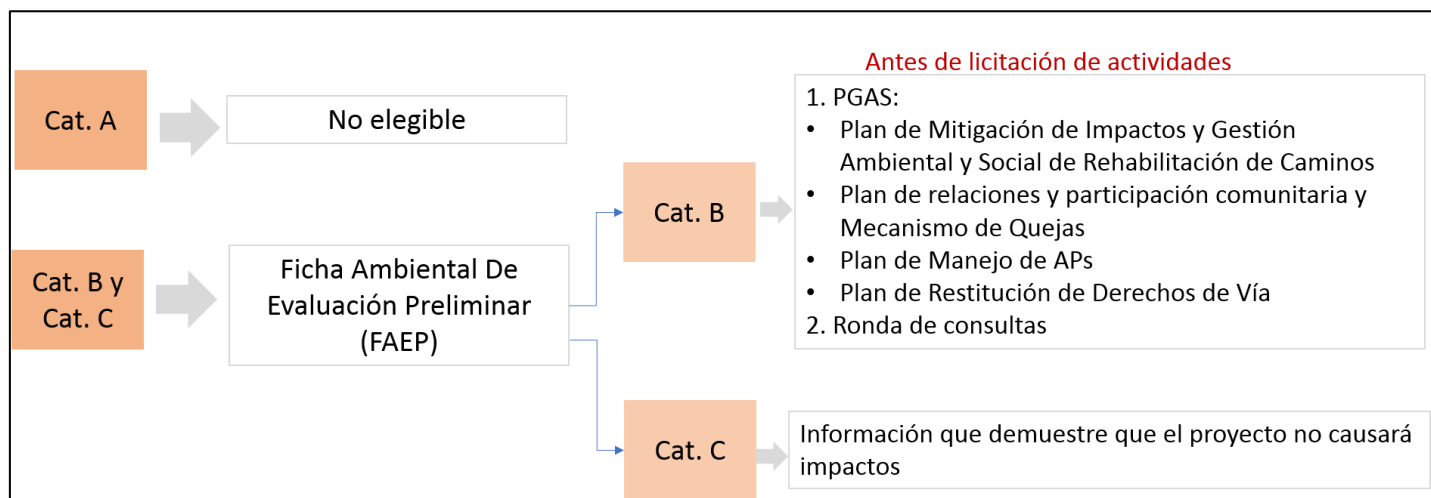 Cat. A
No elegible
Cat. B y
Cat. C
Ficha Ambiental De
Evaluación Preliminar
(FAEP)
Cat. B
Antes de licitación de actividades
1. PGAS:
• Plan de Mitigación de Impactos y Gestión
Ambiental y Social de Rehabilitación de Caminos
• Plan de relaciones y participación comunitaria y
Mecanismo de Quejas
• Plan de Manejo de APs
• Plan de Restitución de Derechos de Vía
2. Ronda de consultas
Cat. C
Información que demuestre que el proyecto no causará
impactos